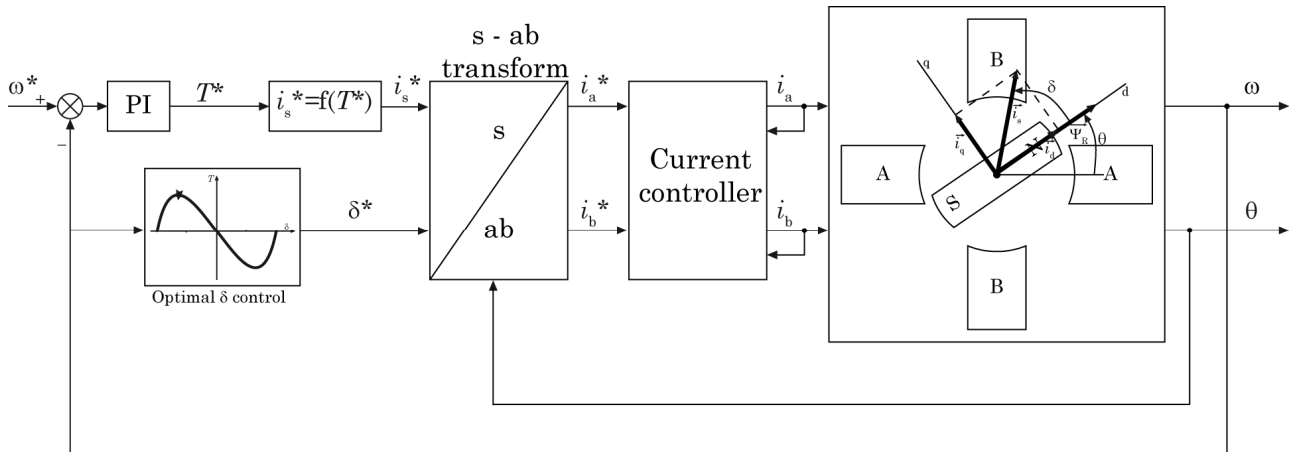 s - ab
transform
ω*
+
−
PI
T*
i_s*=f(T*)
i_s*
s
ab
i_a*
i_b*
Current
controller
i_a
i_b
T
δ
Optimal δ control
δ*
B
q
δ
d
i_s
Ψ_R
θ
i_q
N
i_d
A
A
S
B
ω
θ